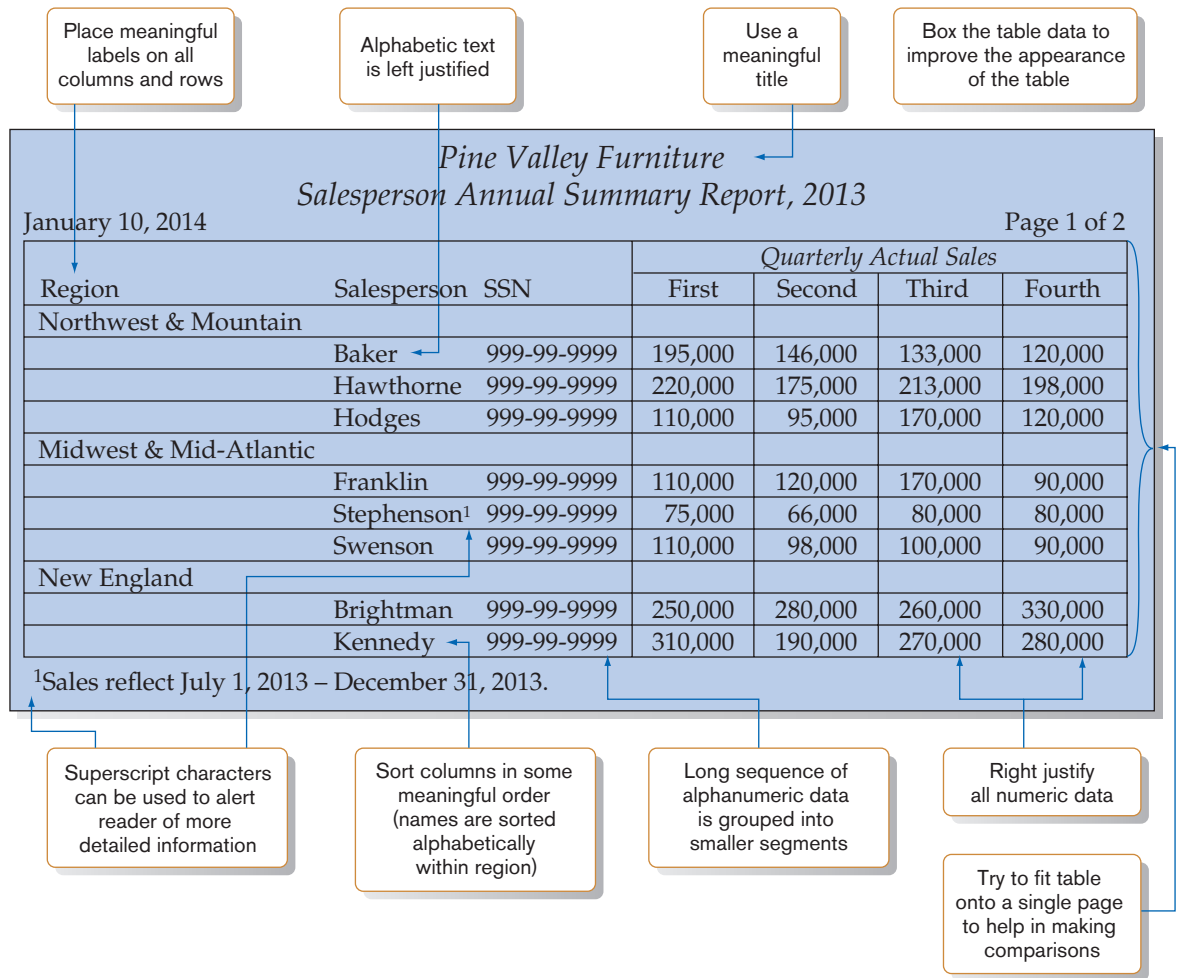 Place meaningful
labels on all
columns and rows
Alphabetic text
is left justified
Use a
meaningful
title
Box the table data to
improve the appearance
of the table
Pine Valley Furniture
Salesperson Annual Summary Report, 2013
January 10, 2014 Page 1 of 2
Quarterly Actual Sales
Region Salesperson SSN First Second Third Fourth
Northwest & Mountain
Baker 999-99-9999 195,000 146,000 133,000 120,000
Hawthorne 999-99-9999 220,000 175,000 213,000 198,000
Hodges 999-99-9999 110,000 95,000 170,000 120,000
Midwest & Mid-Atlantic
Franklin 999-99-9999 110,000 120,000 170,000 90,000
Stephenson¹ 999-99-9999 75,000 66,000 80,000 80,000
Swenson 999-99-9999 110,000 98,000 100,000 90,000
New England
Brightman 999-99-9999 250,000 280,000 260,000 330,000
Kennedy 999-99-9999 310,000 190,000 270,000 280,000
¹Sales reflect July 1, 2013 – December 31, 2013.
Superscript characters
can be used to alert
reader of more
detailed information
Sort columns in some
meaningful order
(names are sorted
alphabetically
within region)
Long sequence of
alphanumeric data
is grouped into
smaller segments
Right justify
all numeric data
Try to fit table
onto a single page
to help in making
comparisons